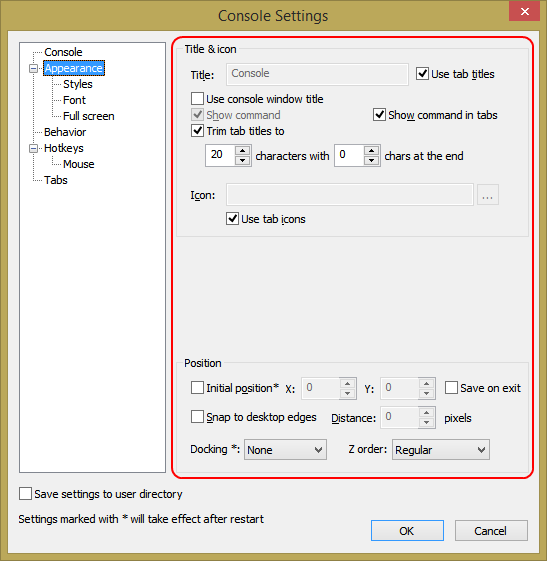 Console Settings
Console
Appearance
Styles
Font
Full screen
Behavior
Hotkeys
Mouse
Tabs
Title & icon
Title: Console Use tab titles
Use console window title
Show command Show command in tabs
Trim tab titles to
20 characters with 0 chars at the end
Icon: ...
Use tab icons
Position
Initial position* X: 0 Y: 0 Save on exit
Snap to desktop edges Distance: 0 pixels
Docking *: None Z order: Regular
Save settings to user directory
Settings marked with * will take effect after restart
OK Cancel